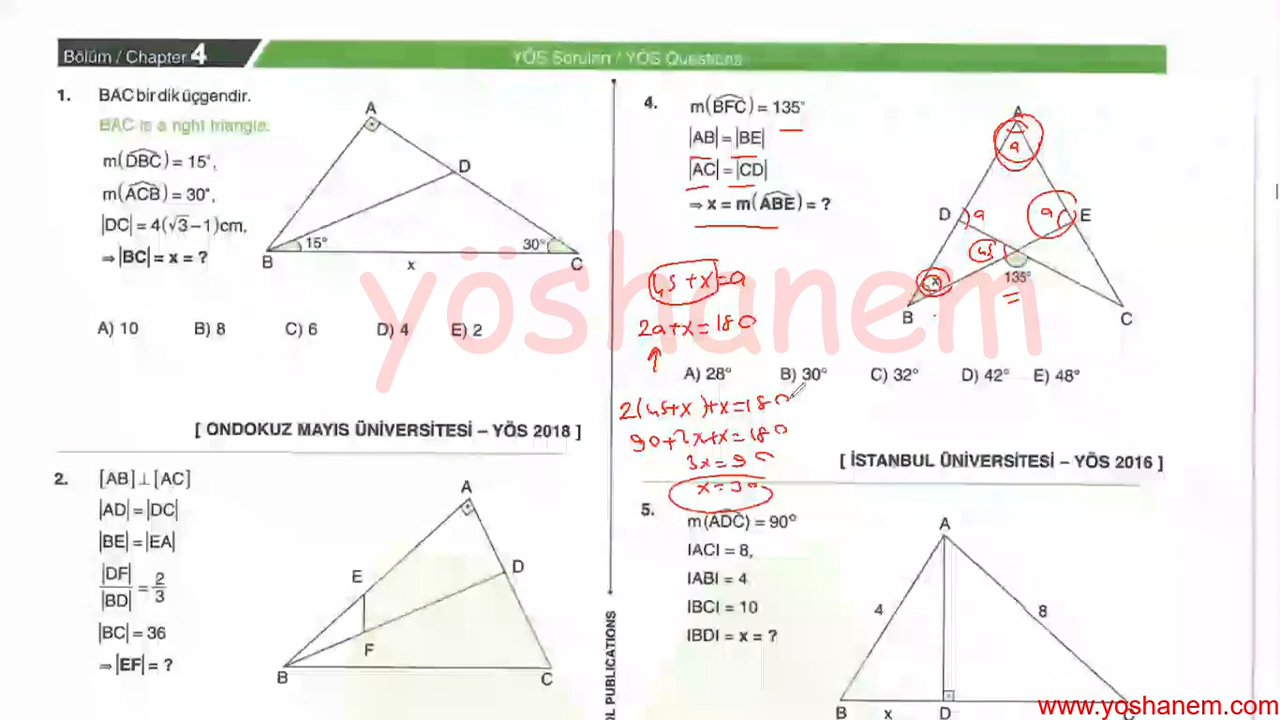 Bölüm / Chapter 4
YÖS Soruları / YÖS Questions
1. BAC bir dik üçgendir.
BAC is a right triangle.
m(DBC) = 15°,
m(ACB) = 30°,
|DC| = 4(√3 − 1) cm,
⇒ |BC| = x = ?
A
D
15°
30°
B
x
C
A) 10 B) 8 C) 6 D) 4 E) 2
[ ONDOKUZ MAYIS ÜNİVERSİTESİ – YÖS 2018 ]
2. [AB] ⊥ [AC]
|AD| = |DC|
|BE| = |EA|
|DF| / |BD| = 2/3
|BC| = 36
⇒ |EF| = ?
A
E
D
F
B
C
4. m(BFC) = 135°
|AB| = |BE|
|AC| = |CD|
⇒ x = m(ABE) = ?
A
a
D
a
a
E
45
x
135°
B
C
45 + x = a
2a + x = 180
A) 28° B) 30° C) 32° D) 42° E) 48°
2(45 + x) + x = 180
90 + 2x + x = 180
3x = 90
x = 30
[ İSTANBUL ÜNİVERSİTESİ – YÖS 2016 ]
5. m(ADC) = 90°
IACI = 8,
IABI = 4
IBCI = 10
IBDI = x = ?
A
4
8
B
x
D
PUBLICATIONS
yöshanem
www.yoshanem.com